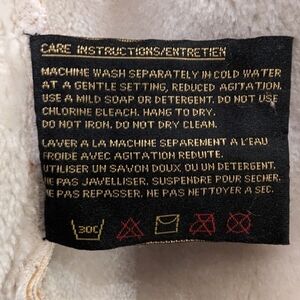 CARE INSTRUCTIONS/ENTRETIEN
MACHINE WASH SEPARATELY IN COLD WATER
AT A GENTLE SETTING, REDUCED AGITATION.
USE A MILD SOAP OR DETERGENT. DO NOT USE
CHLORINE BLEACH. HANG TO DRY.
DO NOT IRON. DO NOT DRY CLEAN.
LAVER A LA MACHINE SEPAREMENT A L'EAU
FROIDE AVEC AGITATION REDUITE.
UTILISER UN SAVON DOUX OU UN DETERGENT.
NE PAS JAVELLISER. SUSPENDRE POUR SECHER.
NE PAS REPASSER. NE PAS NETTOYER A SEC.
30C